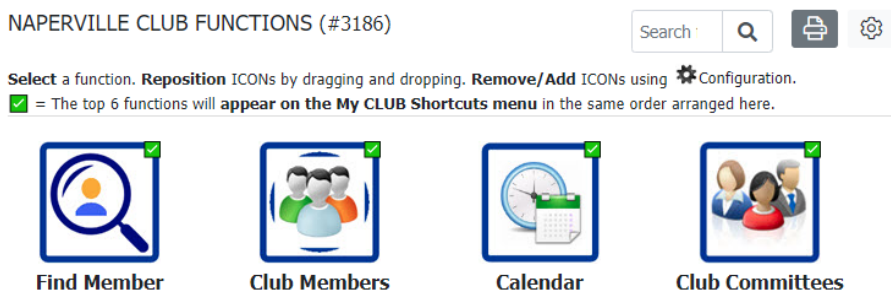 NAPERVILLE CLUB FUNCTIONS (#3186)
Search
Select a function. Reposition ICONs by dragging and dropping. Remove/Add ICONs using Configuration.
= The top 6 functions will appear on the My CLUB Shortcuts menu in the same order arranged here.
Find Member
Club Members
Calendar
Club Committees